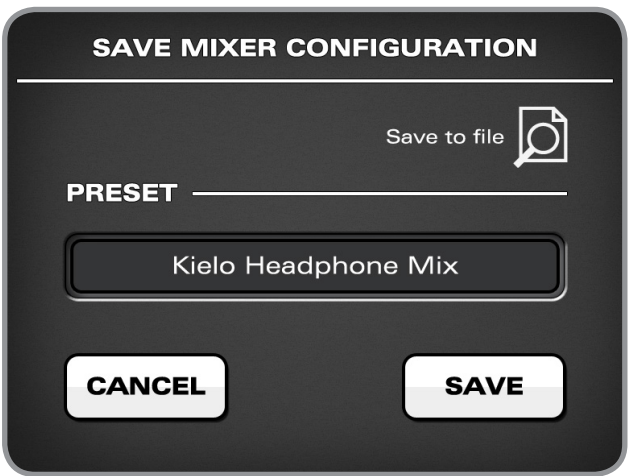 SAVE MIXER CONFIGURATION
Save to file
PRESET
Kielo Headphone Mix
CANCEL SAVE